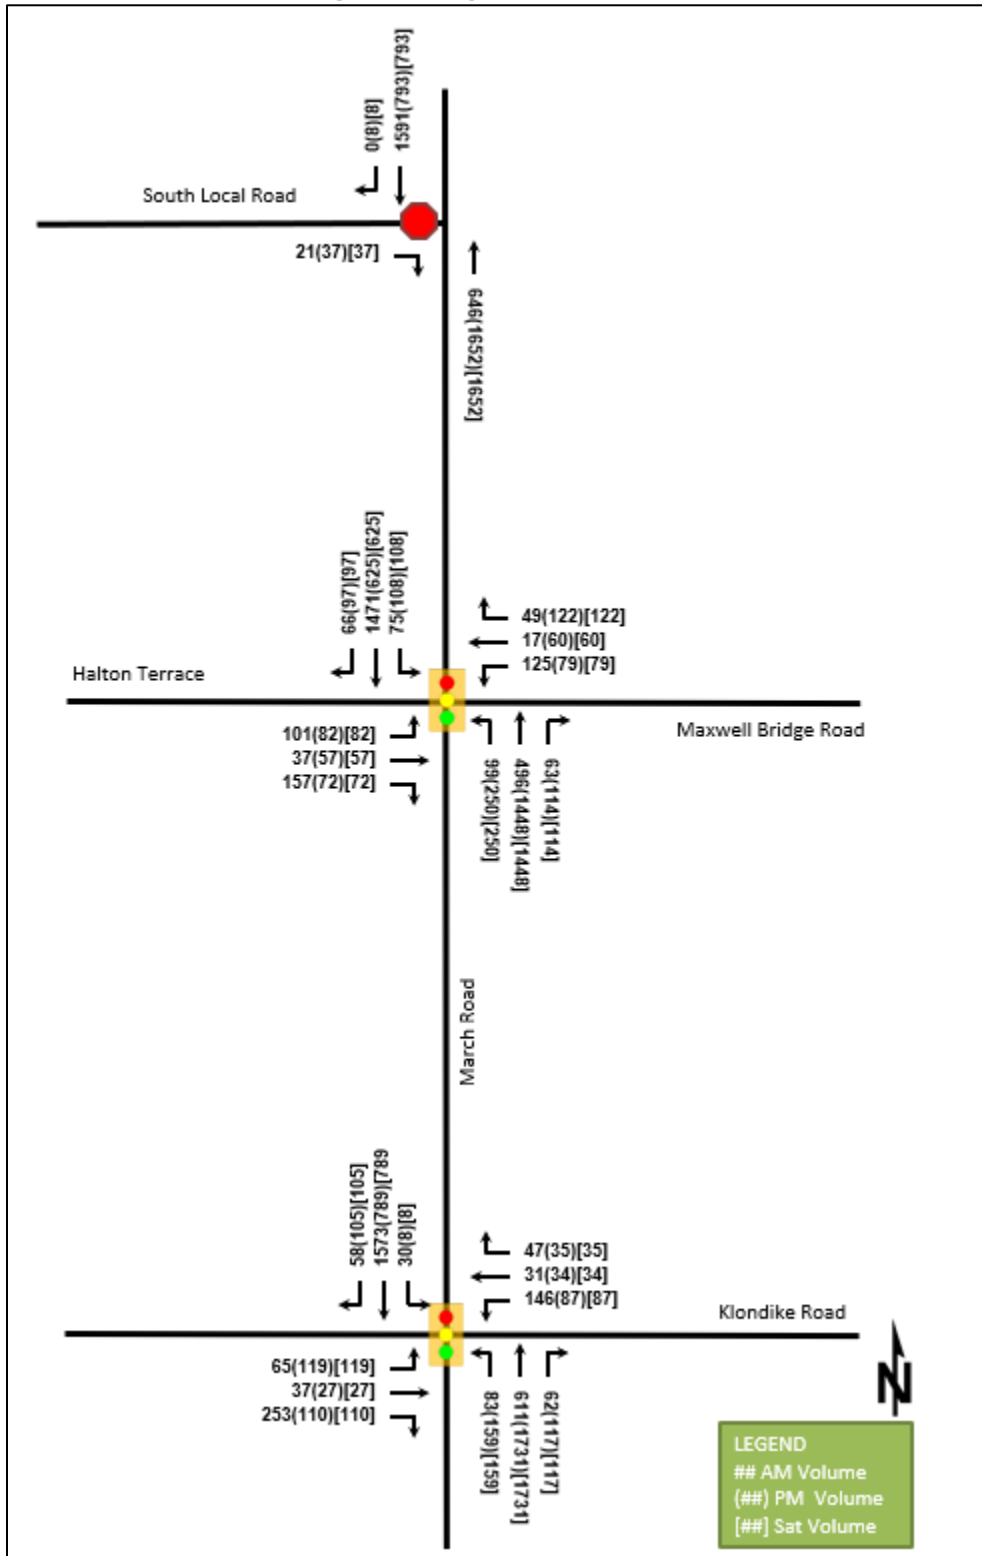 0(8)[8]
1591(793)[793]
South Local Road
21(37)[37]
646(1652)[1652]
66(97)[97]
1471(625)[625]
75(108)[108]
49(122)[122]
17(60)[60]
125(79)[79]
Halton Terrace
Maxwell Bridge Road
101(82)[82]
37(57)[57]
157(72)[72]
99(250)[250]
496(1448)[1448]
63(114)[114]
March Road
58(105)[105]
1573(789)[789
30(8)[8]
47(35)[35]
31(34)[34]
146(87)[87]
Klondike Road
65(119)[119]
37(27)[27]
253(110)[110]
83(159)[159]
611(1731)[1731]
62(117)[117]
N
LEGEND
## AM Volume
(##) PM Volume
[##] Sat Volume